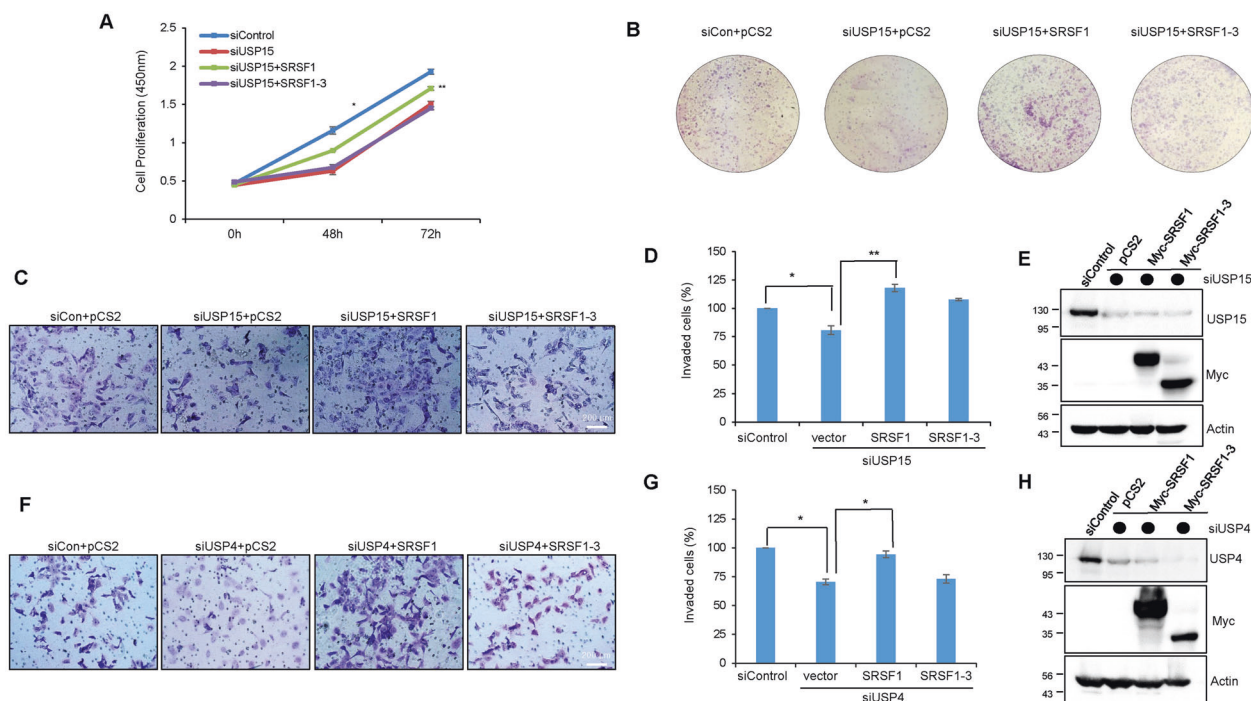 A
2.5
2
1.5
1
0.5
0
Cell Proliferation (450nm)
siControl
siUSP15
siUSP15+SRSF1
siUSP15+SRSF1-3
*
**
0h
48h
72h
B
siCon+pCS2
siUSP15+pCS2
siUSP15+SRSF1
siUSP15+SRSF1-3
C
siCon+pCS2
siUSP15+pCS2
siUSP15+SRSF1
siUSP15+SRSF1-3
200 μm
D
Invaded cells (%)
150
125
100
75
50
25
0
*
**
siControl
vector
SRSF1
SRSF1-3
siUSP15
E
siControl
pCS2
Myc-SRSF1
Myc-SRSF1-3
siUSP15
130
95
USP15
43
35
Myc
56
43
Actin
F
siCon+pCS2
siUSP4+pCS2
siUSP4+SRSF1
siUSP4+SRSF1-3
200 μm
G
Invaded cells (%)
150
125
100
75
50
25
0
*
*
siControl
vector
SRSF1
SRSF1-3
siUSP4
H
siControl
pCS2
Myc-SRSF1
Myc-SRSF1-3
siUSP4
130
95
USP4
43
35
Myc
56
43
Actin